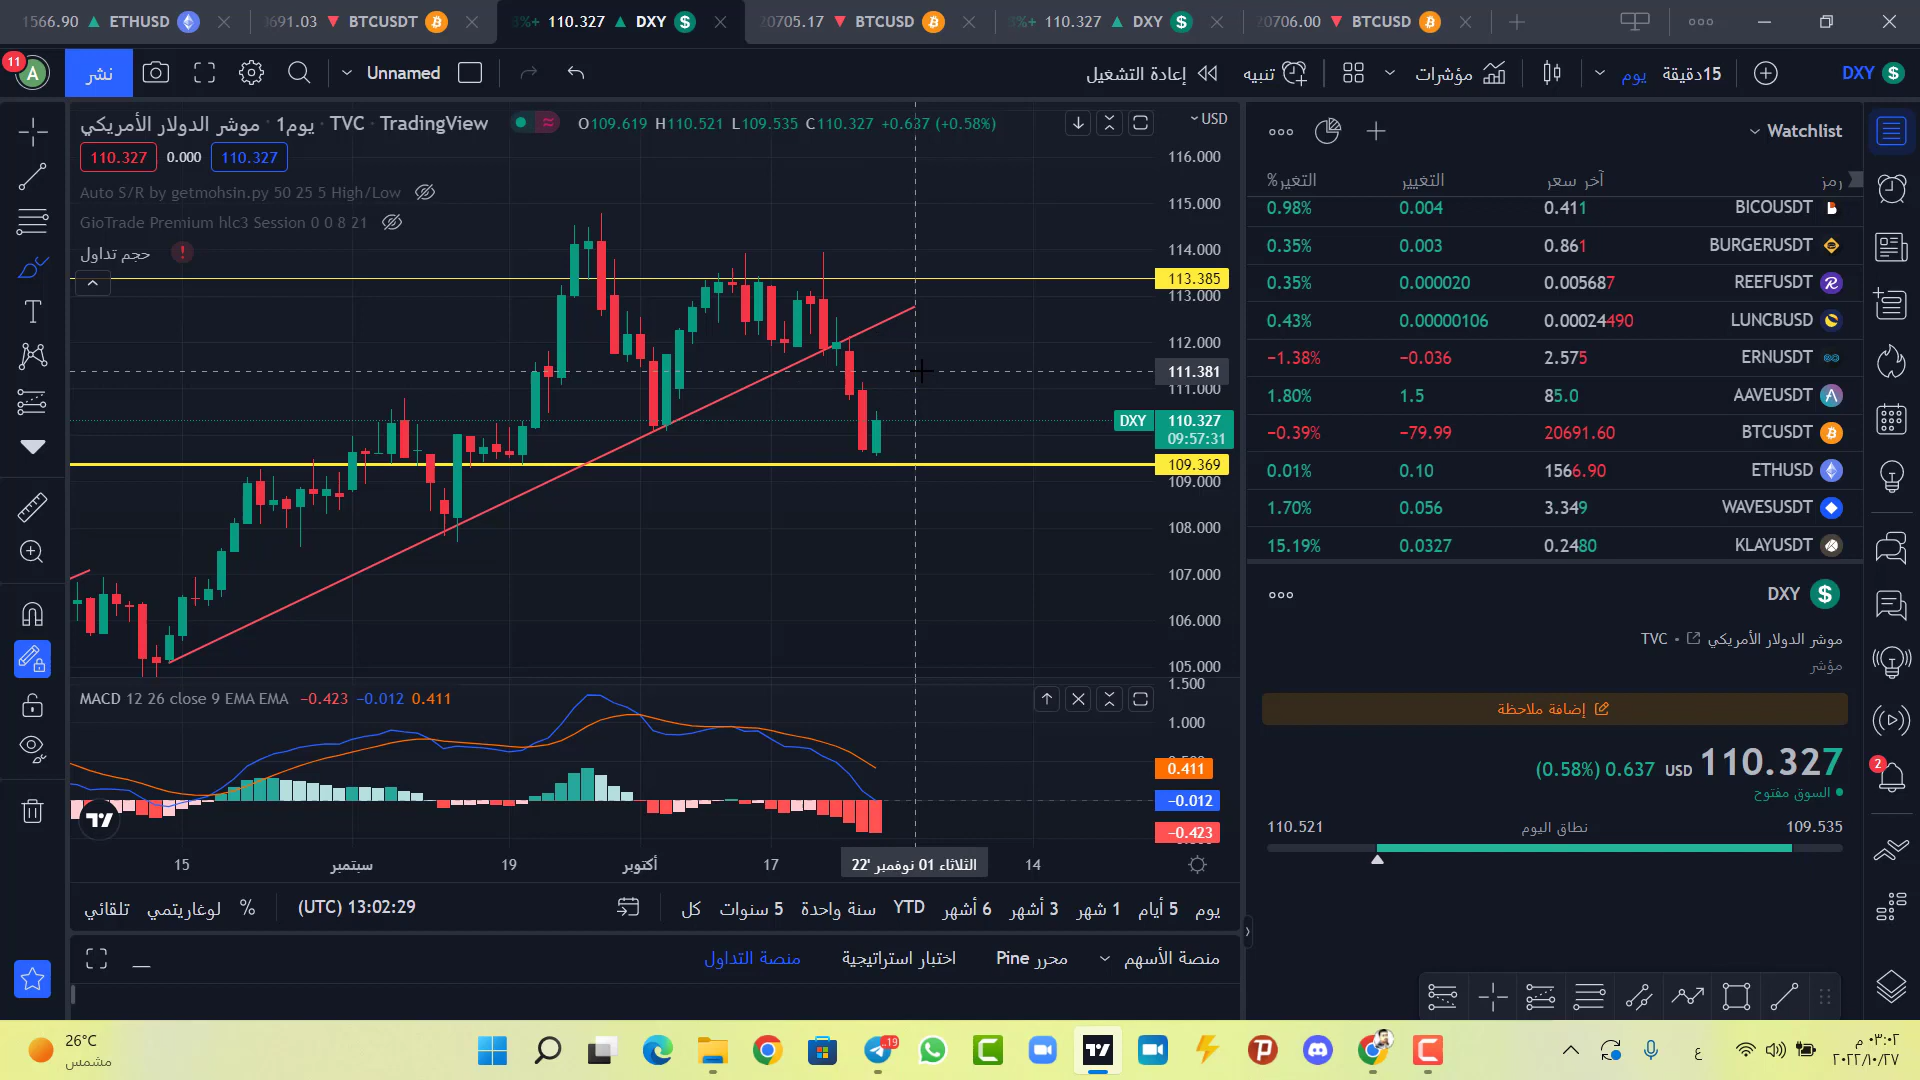 1566.90 ▲ ETHUSD
691.03 ▼ BTCUSDT
3%+ 110.327 ▲ DXY
20705.17 ▼ BTCUSD
8%+ 110.327 ▲ DXY
20706.00 ▼ BTCUSD
11
A
نشر
Unnamed
إعادة التشغيل
تنبيه
مؤشرات
يوم
15دقيقة
DXY
موشر الدولار الأمريكي · 1يوم · TVC · TradingView
O109.619 H110.521 L109.535 C110.327 +0.637 (+0.58%)
USD
110.327 0.000 110.327
Auto S/R by getmohsin.py 50 25 5 High/Low
GioTrade Premium hlc3 Session 0 0 8 21
حجم تداول
116.000
115.000
114.000
113.385
113.000
112.000
111.381
111.000
DXY 110.327
09:57:31
109.369
109.000
108.000
107.000
106.000
105.000
MACD 12 26 close 9 EMA EMA −0.423 −0.012 0.411
1.500
1.000
0.411
−0.012
−0.423
15 سبتمبر 19 أكتوبر 17 الثلاثاء 01 نوفمبر '22 14
تلقائي لوغاريتمي % (UTC) 13:02:29
كل 5 سنوات سنة واحدة YTD 6 أشهر 3 أشهر 1 شهر 5 أيام يوم
منصة التداول اختبار استراتيجية محرر Pine منصة الأسهم
Watchlist
رمز آخر سعر التغيير التغير%
BICOUSDT 0.411 0.004 0.98%
BURGERUSDT 0.861 0.003 0.35%
REEFUSDT 0.005687 0.000020 0.35%
LUNCBUSD 0.00024490 0.00000106 0.43%
ERNUSDT 2.575 −0.036 −1.38%
AAVEUSDT 85.0 1.5 1.80%
BTCUSDT 20691.60 −79.99 −0.39%
ETHUSD 1566.90 0.10 0.01%
WAVESUSDT 3.349 0.056 1.70%
KLAYUSDT 0.2480 0.0327 15.19%
DXY
موشر الدولار الأمريكي • TVC
مؤشر
إضافة ملاحظة
110.327 USD 0.637 (0.58%)
السوق مفتوح
110.521 نطاق اليوم 109.535
2
26°C
مشمس
19
ع
٠٣:٠٢ م
٢٠٢٢/١٠/٢٧